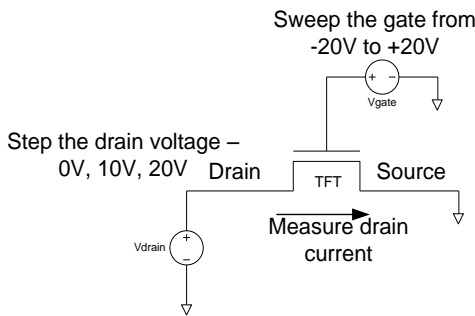 Sweep the gate from
-20V to +20V
+ -
Vgate
Step the drain voltage –
0V, 10V, 20V
Drain
Source
TFT
Measure drain
current
+
Vdrain
-